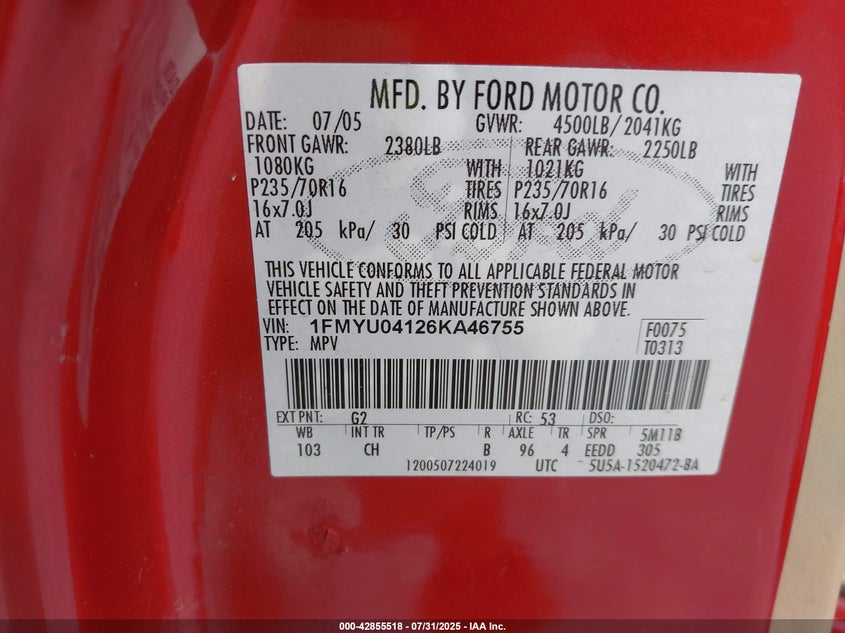 MFD. BY FORD MOTOR CO.
DATE: 07/05 GVWR: 4500LB/2041KG
FRONT GAWR: 2380LB REAR GAWR: 2250LB
1080KG WITH 1021KG WITH
P235/70R16 TIRES P235/70R16 TIRES
16x7.0J RIMS 16x7.0J RIMS
AT 205 kPa/ 30 PSI COLD AT 205 kPa/ 30 PSI COLD
Ford
THIS VEHICLE CONFORMS TO ALL APPLICABLE FEDERAL MOTOR
VEHICLE SAFETY AND THEFT PREVENTION STANDARDS IN
EFFECT ON THE DATE OF MANUFACTURE SHOWN ABOVE.
VIN: 1FMYU04126KA46755 F0075
TYPE: MPV T0313
EXT PNT: G2 RC: 53 DSO:
WB INT TR TP/PS R AXLE TR SPR 5M11B
103 CH B 96 4 EEDD 305
1200507224019 UTC 5U5A-1520472-BA
000-42855518 - 07/31/2025 - IAA Inc.